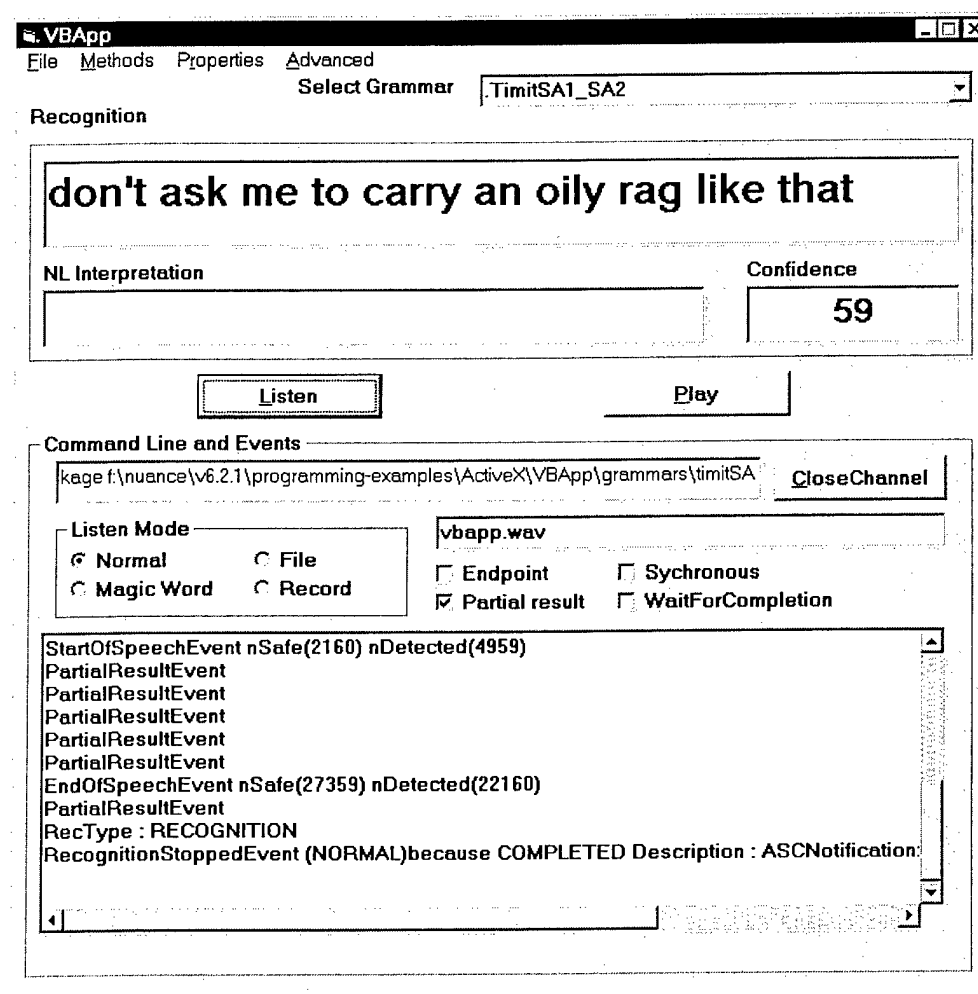 VBApp
File Methods Properties Advanced
Select Grammar .TimitSA1_SA2
Recognition
don't ask me to carry an oily rag like that
NL Interpretation Confidence
59
Listen Play
Command Line and Events
kage f:\nuance\v6.2.1\programming-examples\ActiveX\VBApp\grammars\timitSA CloseChannel
Listen Mode vbapp.wav
Normal File Endpoint Sychronous
Magic Word Record Partial result WaitForCompletion
StartOfSpeechEvent nSafe(2160) nDetected(4959)
PartialResultEvent
PartialResultEvent
PartialResultEvent
PartialResultEvent
PartialResultEvent
EndOfSpeechEvent nSafe(27359) nDetected(22160)
PartialResultEvent
RecType : RECOGNITION
RecognitionStoppedEvent (NORMAL)because COMPLETED Description : ASCNotification: